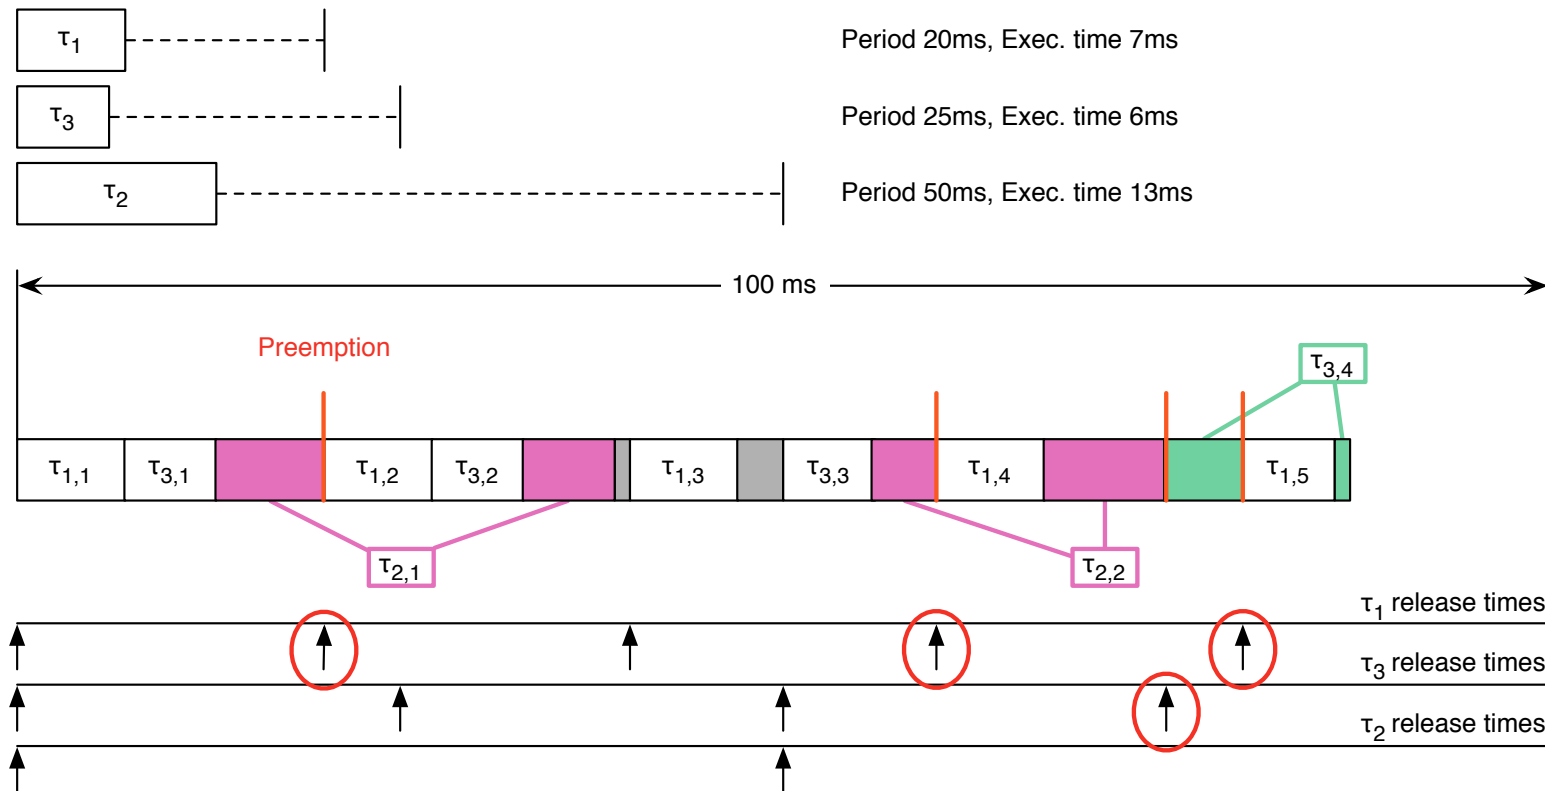 τ1 Period 20ms, Exec. time 7ms
τ3 Period 25ms, Exec. time 6ms
τ2 Period 50ms, Exec. time 13ms
100 ms
Preemption
τ3,4
τ1,1 τ3,1 τ1,2 τ3,2 τ1,3 τ3,3 τ1,4 τ1,5
τ2,1 τ2,2
τ1 release times
τ3 release times
τ2 release times